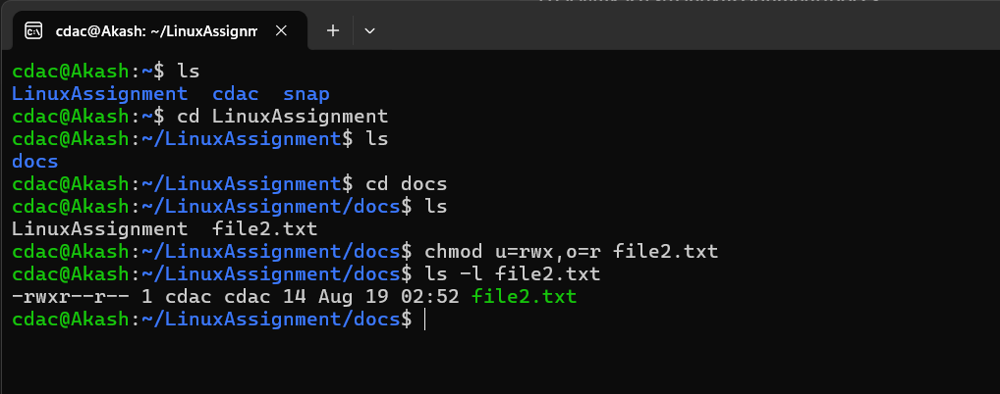 cdac@Akash: ~/LinuxAssignm
cdac@Akash:~$ ls
LinuxAssignment  cdac  snap
cdac@Akash:~$ cd LinuxAssignment
cdac@Akash:~/LinuxAssignment$ ls
docs
cdac@Akash:~/LinuxAssignment$ cd docs
cdac@Akash:~/LinuxAssignment/docs$ ls
LinuxAssignment  file2.txt
cdac@Akash:~/LinuxAssignment/docs$ chmod u=rwx,o=r file2.txt
cdac@Akash:~/LinuxAssignment/docs$ ls -l file2.txt
-rwxr--r-- 1 cdac cdac 14 Aug 19 02:52 file2.txt
cdac@Akash:~/LinuxAssignment/docs$